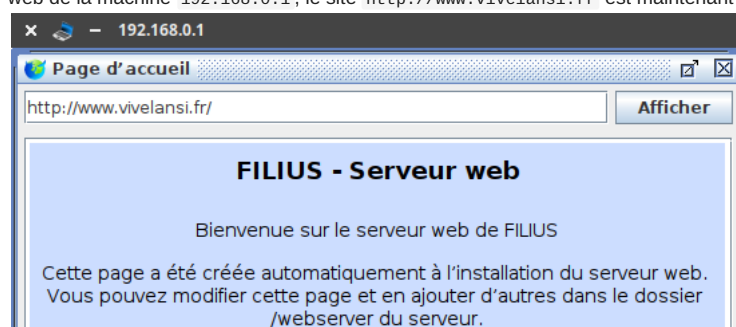 web de la machine 192.168.0.1, le site http://www.vivelansi.fr est maintenant
192.168.0.1
Page d'accueil
http://www.vivelansi.fr/
Afficher
FILIUS - Serveur web
Bienvenue sur le serveur web de FILIUS
Cette page a été créée automatiquement à l'installation du serveur web.
Vous pouvez modifier cette page et en ajouter d'autres dans le dossier
/webserver du serveur.